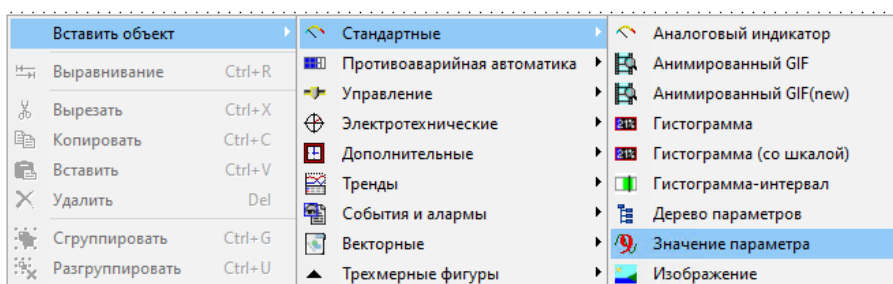 Вставить объект
Выравнивание Ctrl+R
Вырезать Ctrl+X
Копировать Ctrl+C
Вставить Ctrl+V
Удалить Del
Сгруппировать Ctrl+G
Разгруппировать Ctrl+U
Стандартные
Противоаварийная автоматика
Управление
Электротехнические
Дополнительные
Тренды
События и алармы
Векторные
Трехмерные фигуры
Аналоговый индикатор
Анимированный GIF
Анимированный GIF(new)
21% Гистограмма
21% Гистограмма (со шкалой)
Гистограмма-интервал
Дерево параметров
Значение параметра
Изображение